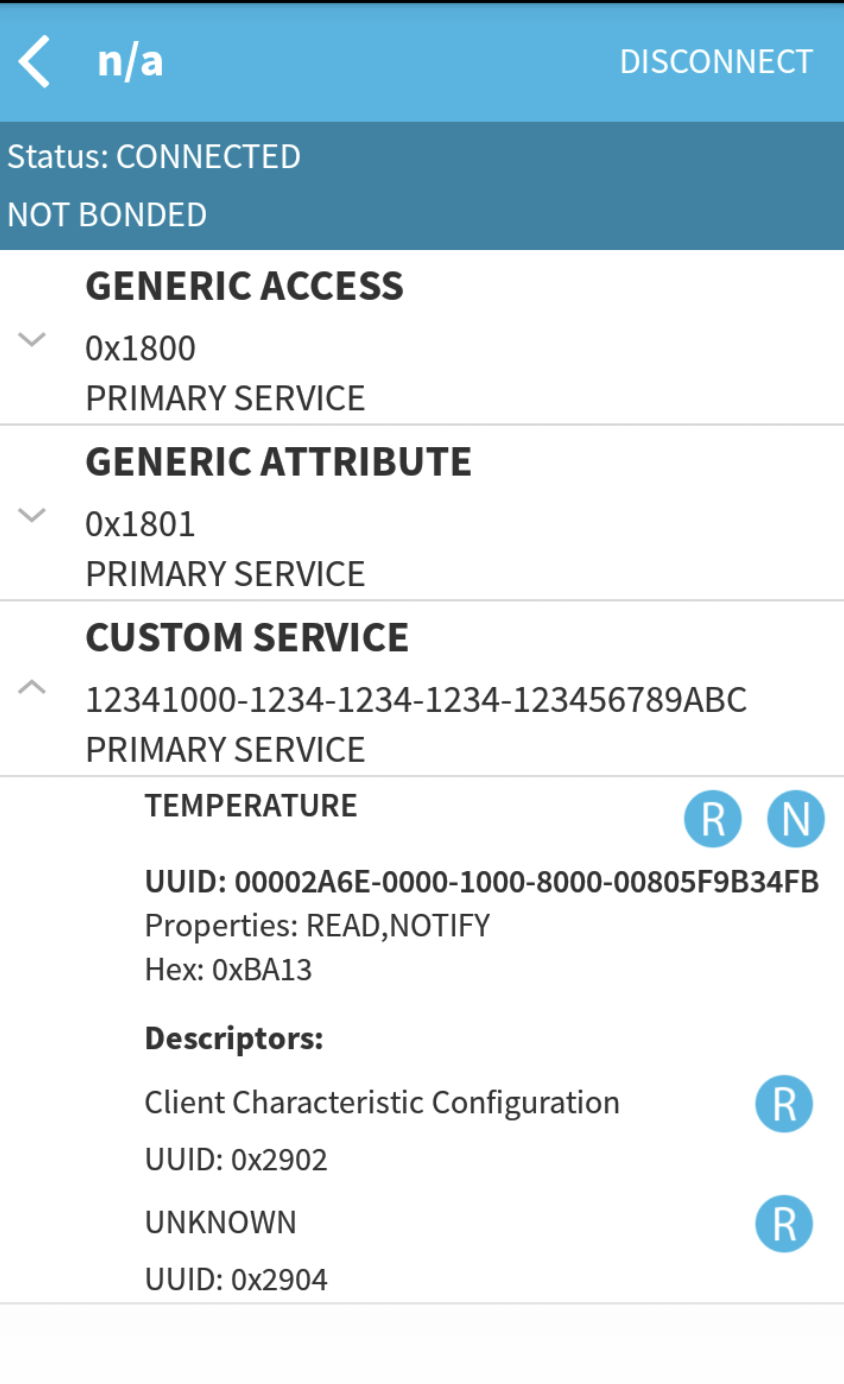 n/a DISCONNECT
Status: CONNECTED
NOT BONDED
GENERIC ACCESS
0x1800
PRIMARY SERVICE
GENERIC ATTRIBUTE
0x1801
PRIMARY SERVICE
CUSTOM SERVICE
12341000-1234-1234-1234-123456789ABC
PRIMARY SERVICE
TEMPERATURE R N
UUID: 00002A6E-0000-1000-8000-00805F9B34FB
Properties: READ,NOTIFY
Hex: 0xBA13
Descriptors:
Client Characteristic Configuration R
UUID: 0x2902
UNKNOWN R
UUID: 0x2904